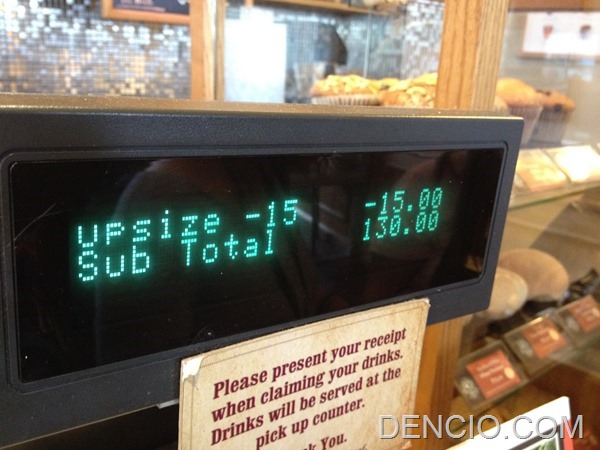 upsize -15 -15.00
Sub Total 130.00
Please present your receipt
when claiming your drinks.
Drinks will be served at the
pick up counter.
You.
DENCIO.COM